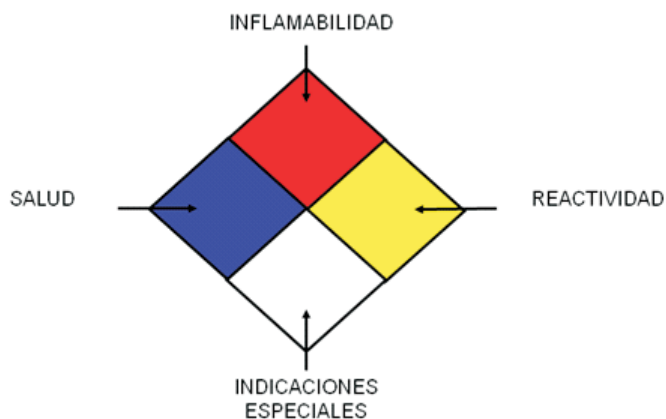 INFLAMABILIDAD
SALUD
REACTIVIDAD
INDICACIONES
ESPECIALES